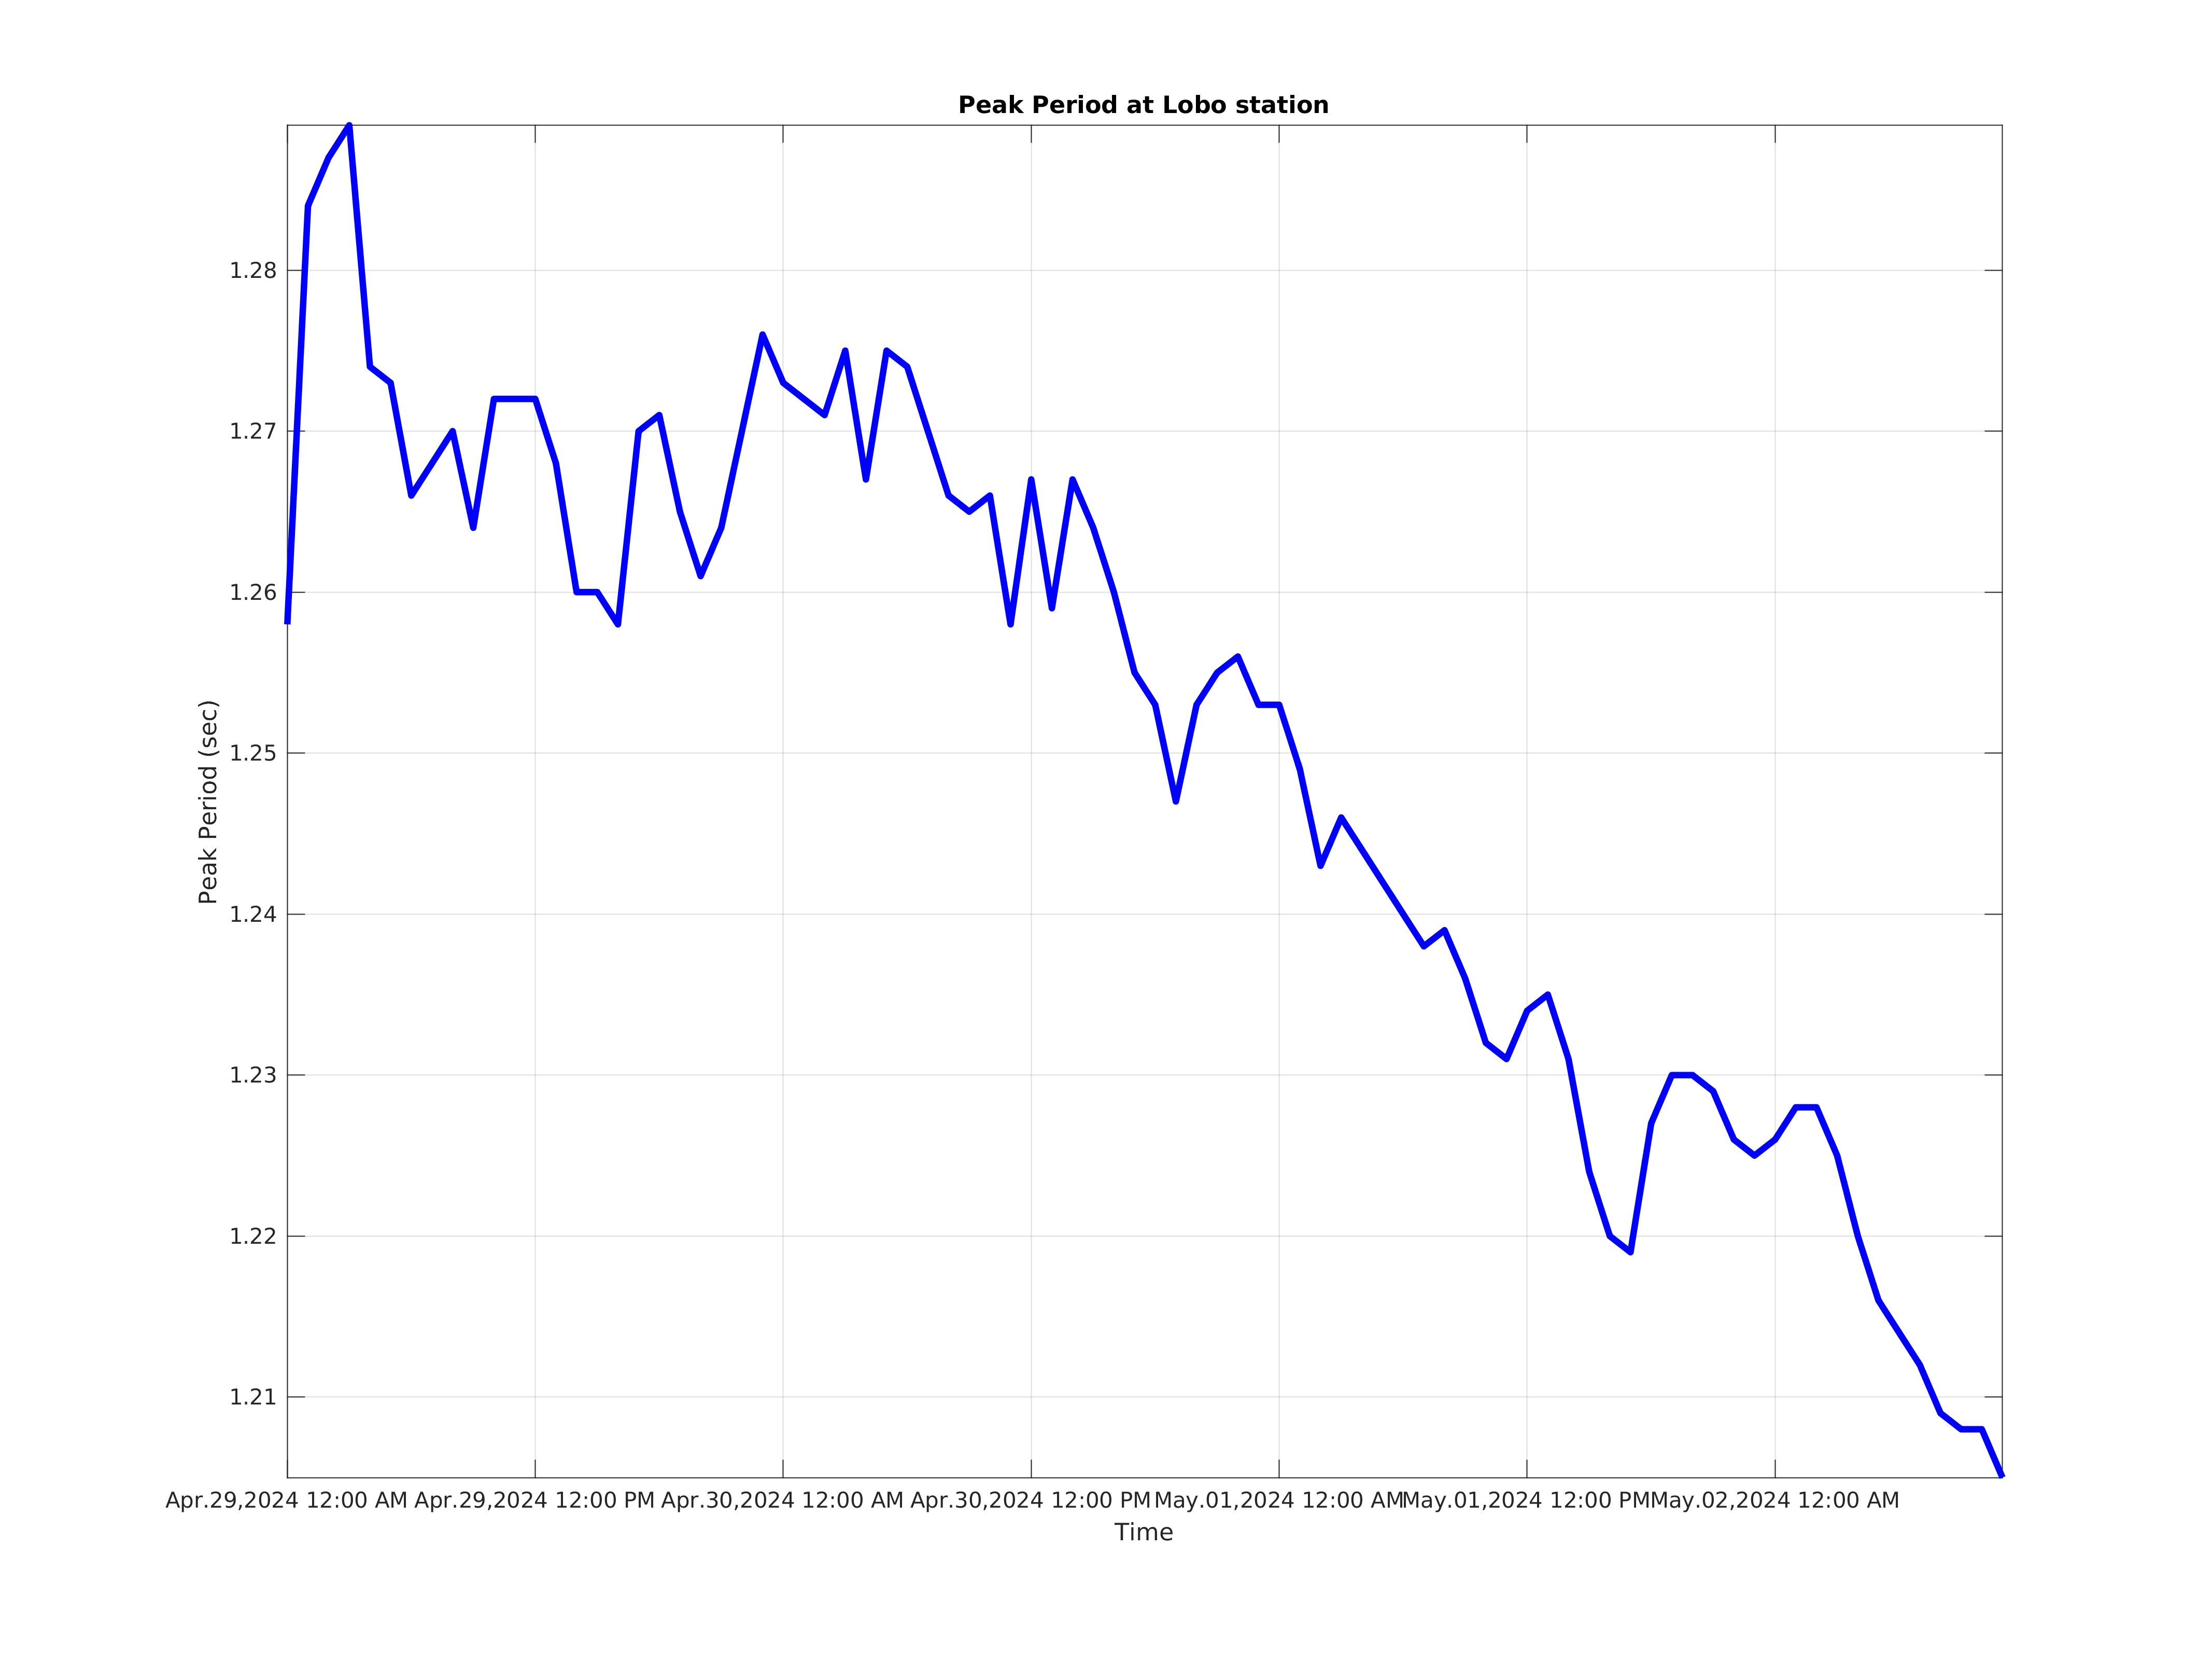 Peak Period at Lobo station
Peak Period (sec)
1.28
1.27
1.26
1.25
1.24
1.23
1.22
1.21
Apr.29,2024 12:00 AM Apr.29,2024 12:00 PM Apr.30,2024 12:00 AM Apr.30,2024 12:00 PM May.01,2024 12:00 AM May.01,2024 12:00 PM May.02,2024 12:00 AM
Time